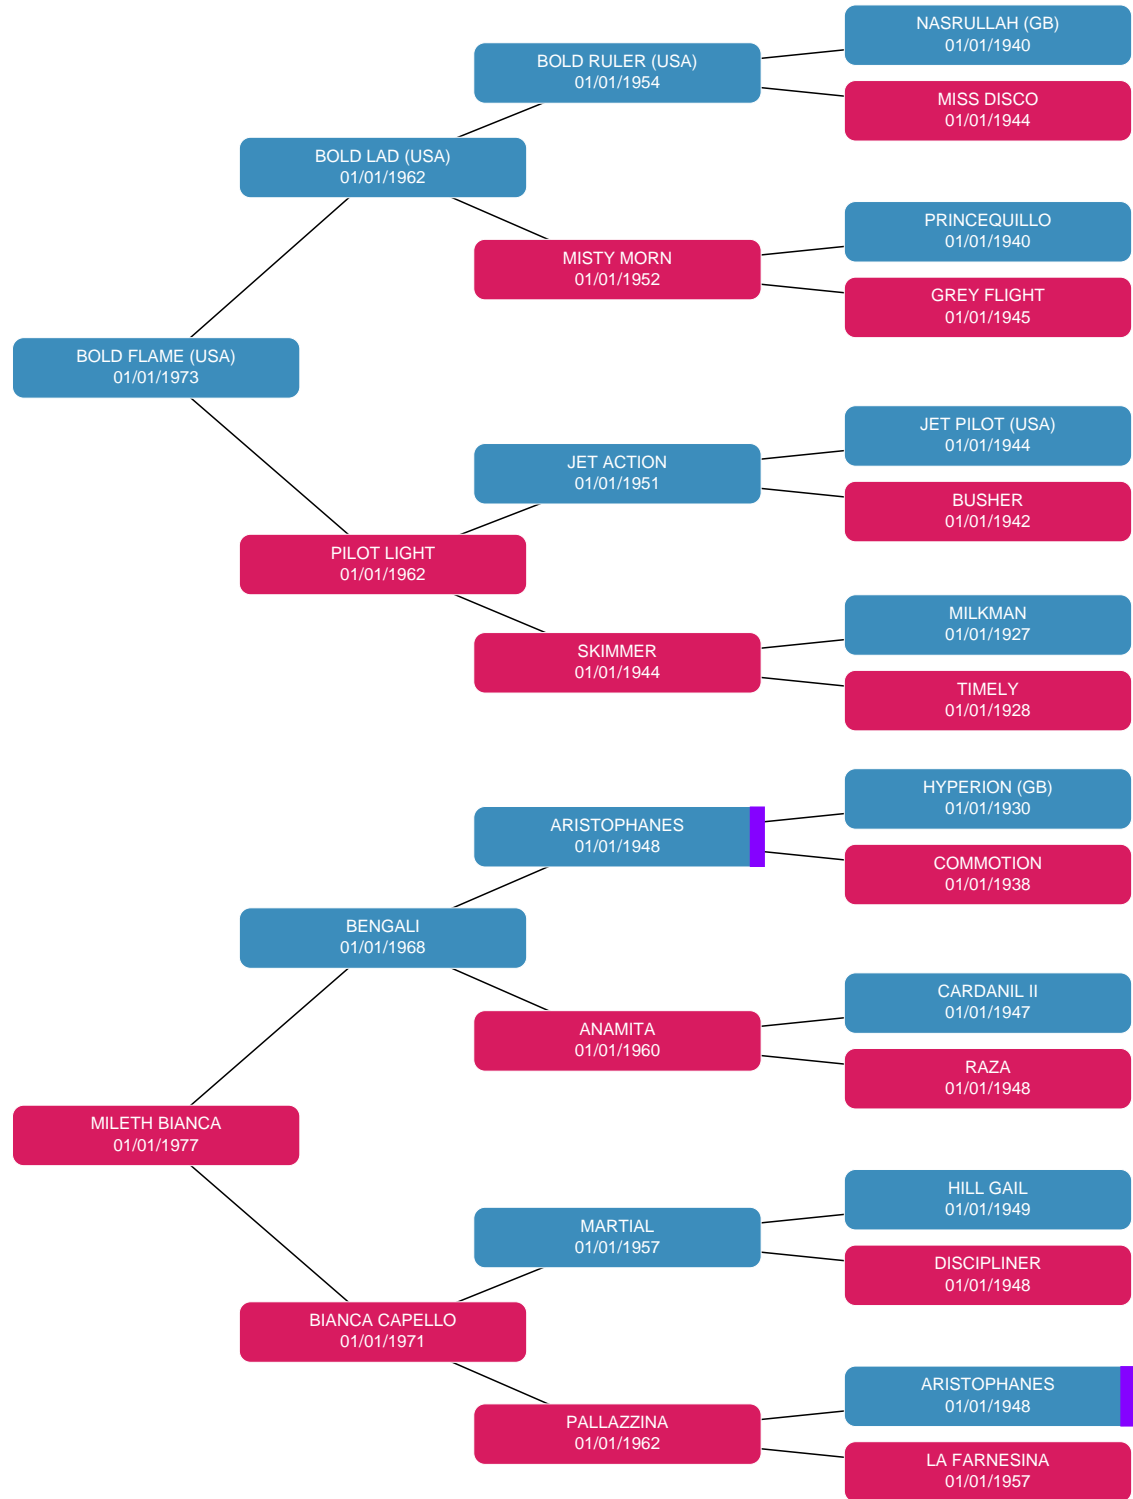 NASRULLAH (GB)
01/01/1940
BOLD RULER (USA)
01/01/1954
MISS DISCO
01/01/1944
BOLD LAD (USA)
01/01/1962
PRINCEQUILLO
01/01/1940
MISTY MORN
01/01/1952
GREY FLIGHT
01/01/1945
BOLD FLAME (USA)
01/01/1973
JET PILOT (USA)
01/01/1944
JET ACTION
01/01/1951
BUSHER
01/01/1942
PILOT LIGHT
01/01/1962
MILKMAN
01/01/1927
SKIMMER
01/01/1944
TIMELY
01/01/1928
HYPERION (GB)
01/01/1930
ARISTOPHANES
01/01/1948
COMMOTION
01/01/1938
BENGALI
01/01/1968
CARDANIL II
01/01/1947
ANAMITA
01/01/1960
RAZA
01/01/1948
MILETH BIANCA
01/01/1977
HILL GAIL
01/01/1949
MARTIAL
01/01/1957
DISCIPLINER
01/01/1948
BIANCA CAPELLO
01/01/1971
ARISTOPHANES
01/01/1948
PALLAZZINA
01/01/1962
LA FARNESINA
01/01/1957